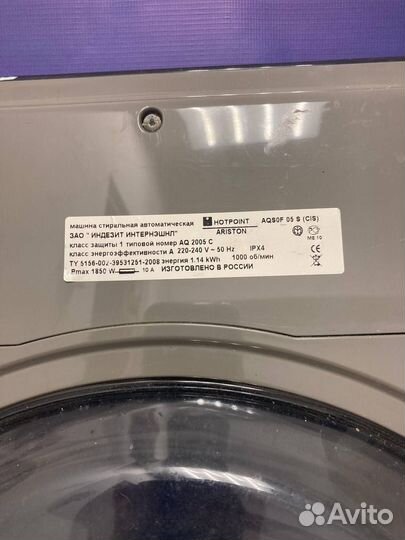 машина стиральная автоматическая HOTPOINT AQS0F 05 S (CIS)
ЗАО " ИНДЕЗИТ ИНТЕРНЭШНЛ" ARISTON
класс защиты 1 типовой номер AQ 2005 C МВ 10
класс энергоэффективности A 220-240 V ~ 50 Hz IPX4
ТУ 5156-002-39531251-2008 энергия 1.14 kWh 1000 об/мин
Pmax 1850 W 10 A ИЗГОТОВЛЕНО В РОССИИ
Avito